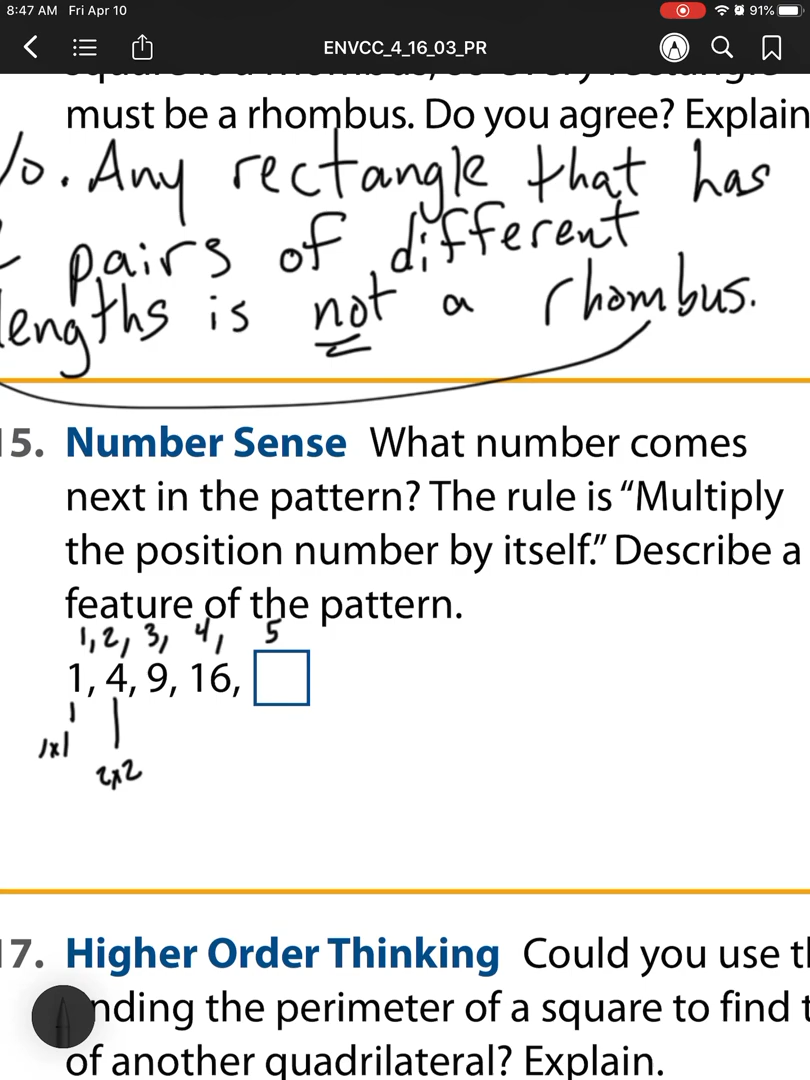 8:47 AM Fri Apr 10 91%
ENVCC_4_16_03_PR
must be a rhombus. Do you agree? Explain
No. Any rectangle that has
pairs of different
lengths is not a rhombus.
15. Number Sense What number comes
next in the pattern? The rule is “Multiply
the position number by itself.” Describe a
feature of the pattern.
1, 2, 3, 4, 5
1, 4, 9, 16,
1x1
2x2
17. Higher Order Thinking Could you use t
nding the perimeter of a square to find t
of another quadrilateral? Explain.